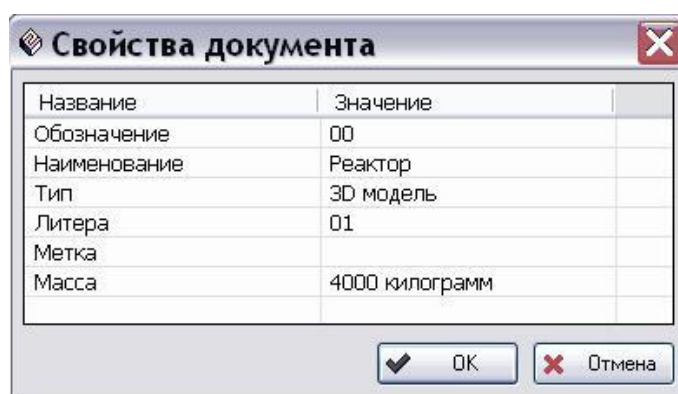 Свойства документа
Название Значение
Обозначение 00
Наименование Реактор
Тип 3D модель
Литера 01
Метка
Масса 4000 килограмм
OK Отмена